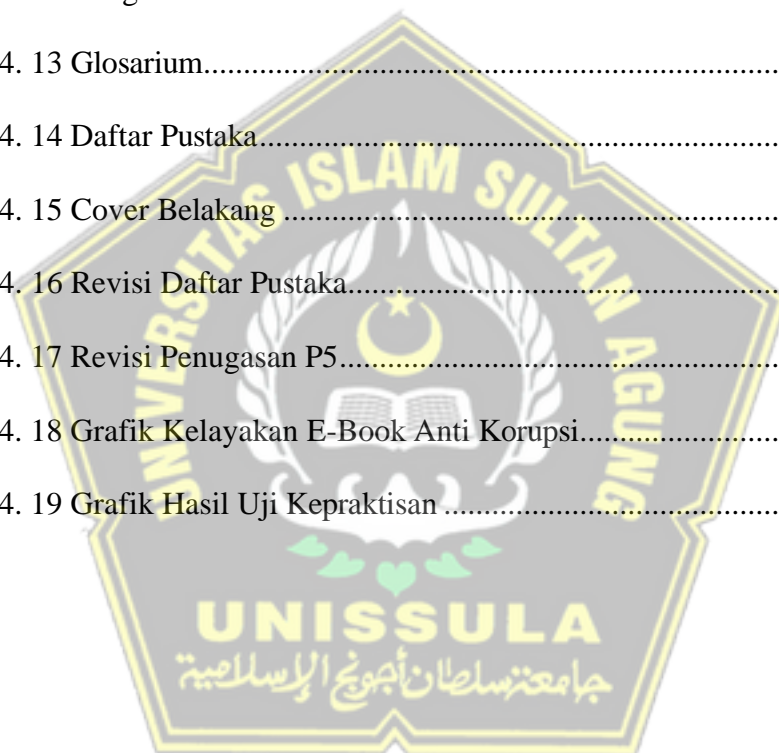 4. 13 Glosarium
4. 14 Daftar Pustaka
4. 15 Cover Belakang
4. 16 Revisi Daftar Pustaka
4. 17 Revisi Penugasan P5
4. 18 Grafik Kelayakan E-Book Anti Korupsi
4. 19 Grafik Hasil Uji Kepraktisan
UNIVERSITAS ISLAM SULTAN AGUNG
UNISSULA
جامعة سلطان أجونج الإسلامية